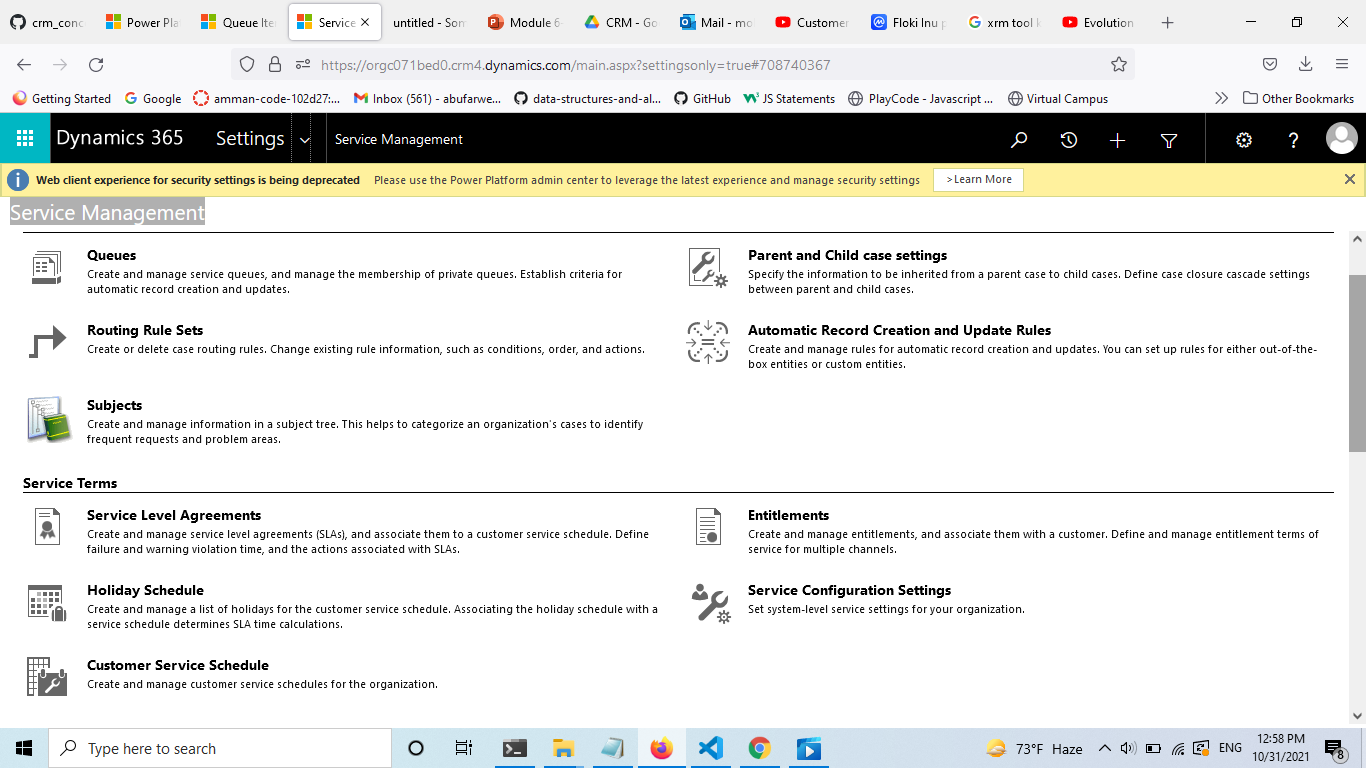 crm_conc
Power Pla
Queue Ite
Service
untitled - Som
Module 6-
CRM - Go
Mail - mo
Customer
Floki Inu p
xrm tool k
Evolution
https://orgc071bed0.crm4.dynamics.com/main.aspx?settingsonly=true#708740367
Getting Started
Google
amman-code-102d27:...
Inbox (561) - abufarwe...
data-structures-and-al...
GitHub
JS Statements
PlayCode - Javascript ...
Virtual Campus
Other Bookmarks
Dynamics 365
Settings
Service Management
Web client experience for security settings is being deprecated
Please use the Power Platform admin center to leverage the latest experience and manage security settings
>Learn More
Service Management
Queues
Create and manage service queues, and manage the membership of private queues. Establish criteria for
automatic record creation and updates.
Parent and Child case settings
Specify the information to be inherited from a parent case to child cases. Define case closure cascade settings
between parent and child cases.
Routing Rule Sets
Create or delete case routing rules. Change existing rule information, such as conditions, order, and actions.
Automatic Record Creation and Update Rules
Create and manage rules for automatic record creation and updates. You can set up rules for either out-of-the-
box entities or custom entities.
Subjects
Create and manage information in a subject tree. This helps to categorize an organization's cases to identify
frequent requests and problem areas.
Service Terms
Service Level Agreements
Create and manage service level agreements (SLAs), and associate them to a customer service schedule. Define
failure and warning violation time, and the actions associated with SLAs.
Entitlements
Create and manage entitlements, and associate them with a customer. Define and manage entitlement terms of
service for multiple channels.
Holiday Schedule
Create and manage a list of holidays for the customer service schedule. Associating the holiday schedule with a
service schedule determines SLA time calculations.
Service Configuration Settings
Set system-level service settings for your organization.
Customer Service Schedule
Create and manage customer service schedules for the organization.
Type here to search
73°F Haze
ENG
12:58 PM
10/31/2021
8